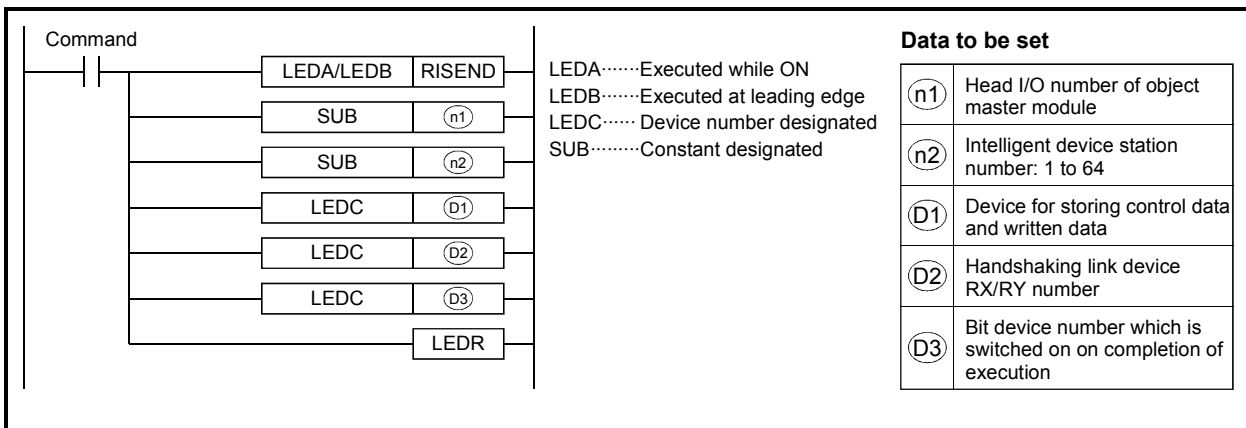 Command
LEDA/LEDB RISEND
SUB n1
SUB n2
LEDC D1
LEDC D2
LEDC D3
LEDR
LEDA·······Executed while ON
LEDB·······Executed at leading edge
LEDC······ Device number designated
SUB·········Constant designated
Data to be set
n1 Head I/O number of object
master module
n2 Intelligent device station
number: 1 to 64
D1 Device for storing control data
and written data
D2 Handshaking link device
RX/RY number
D3 Bit device number which is
switched on on completion of
execution